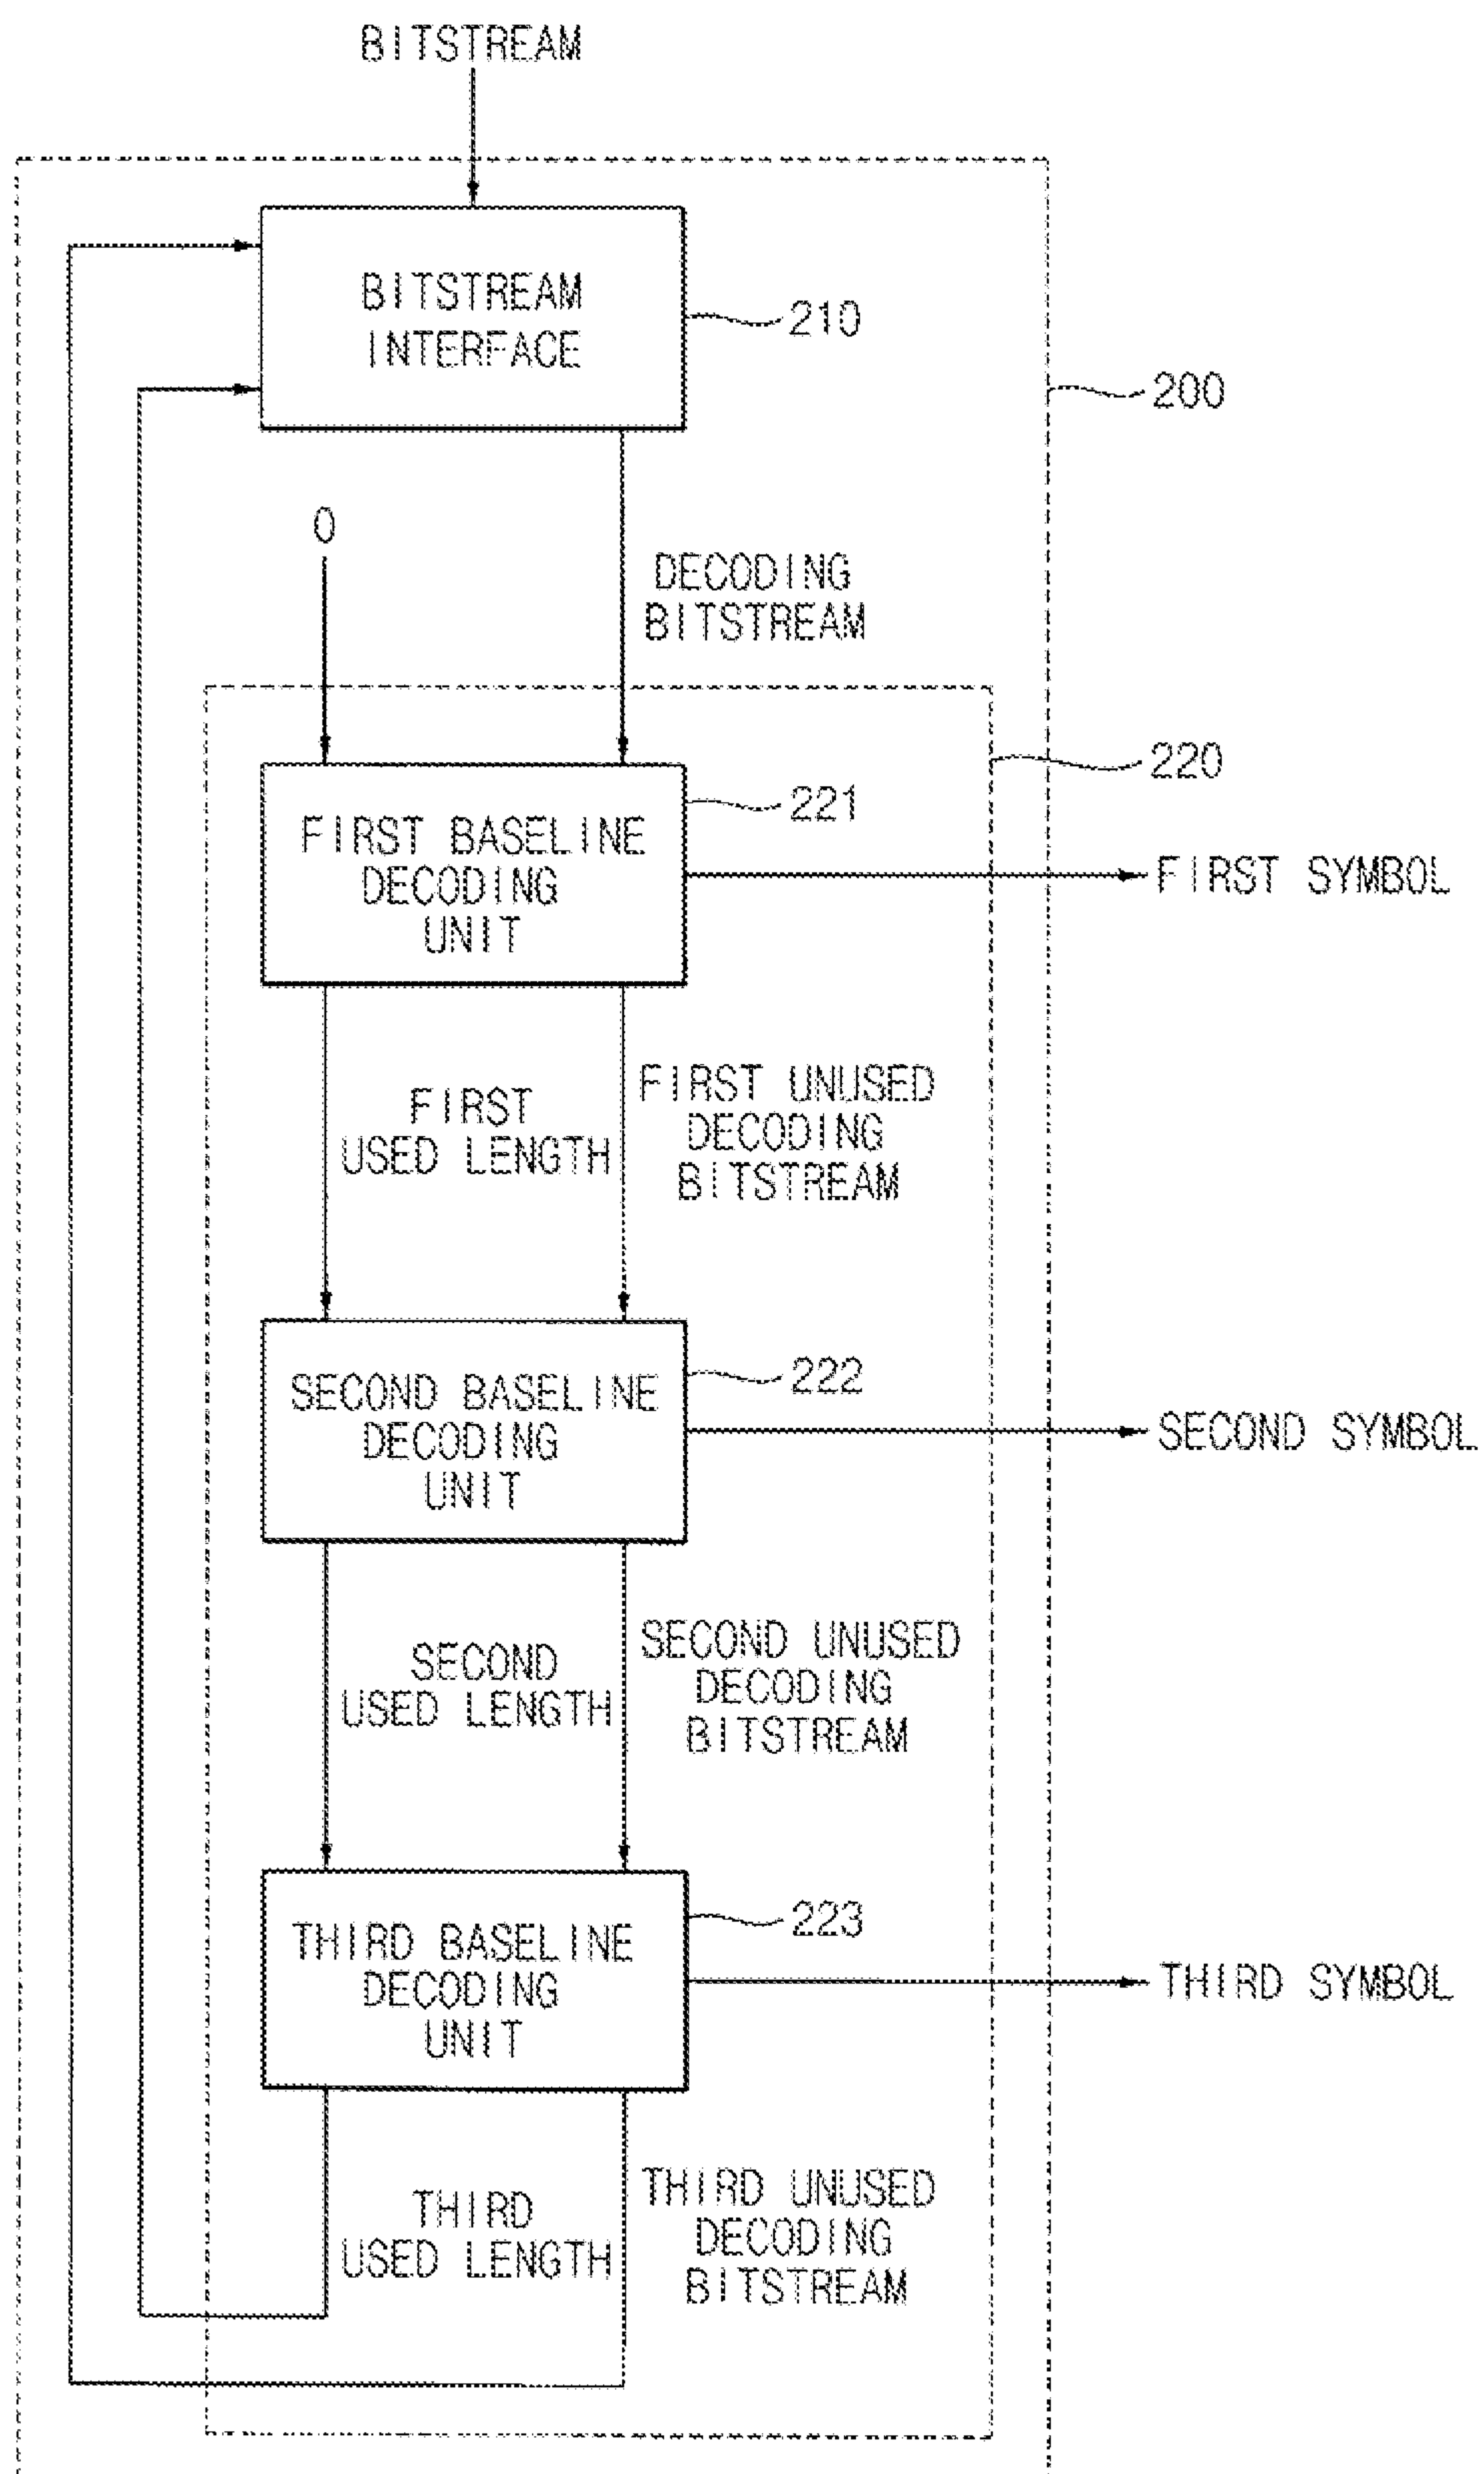 BITSTREAM
BITSTREAM
INTERFACE
210
200
0
DECODING
BITSTREAM
220
FIRST BASELINE
DECODING
UNIT
221
FIRST SYMBOL
FIRST
USED LENGTH
FIRST UNUSED
DECODING
BITSTREAM
SECOND BASELINE
DECODING
UNIT
222
SECOND SYMBOL
SECOND
USED LENGTH
SECOND UNUSED
DECODING
BITSTREAM
THIRD BASELINE
DECODING
UNIT
223
THIRD SYMBOL
THIRD
USED LENGTH
THIRD UNUSED
DECODING
BITSTREAM